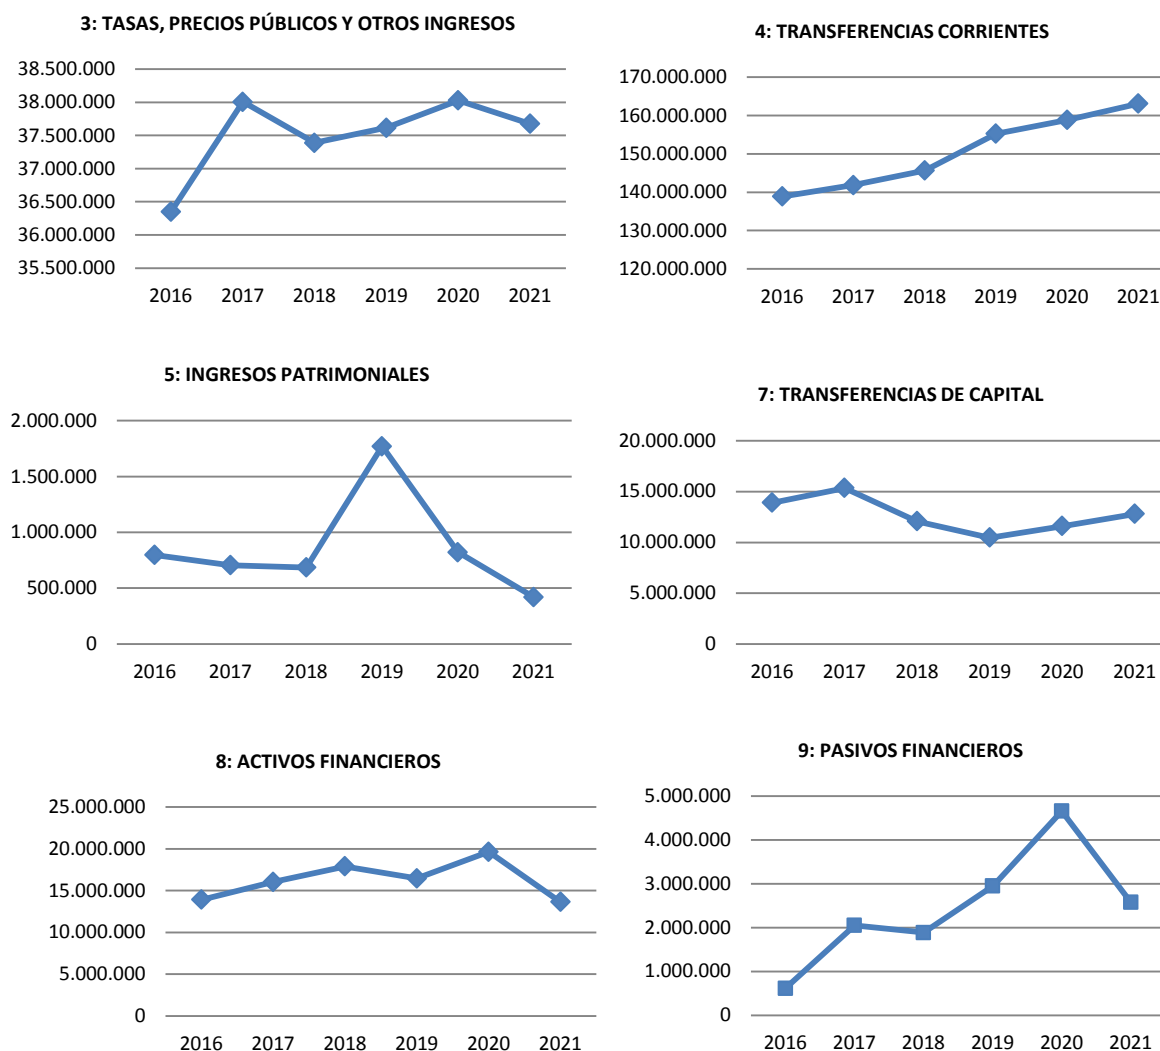 3: TASAS, PRECIOS PÚBLICOS Y OTROS INGRESOS
38.500.000
38.000.000
37.500.000
37.000.000
36.500.000
36.000.000
35.500.000
2016 2017 2018 2019 2020 2021
4: TRANSFERENCIAS CORRIENTES
170.000.000
160.000.000
150.000.000
140.000.000
130.000.000
120.000.000
2016 2017 2018 2019 2020 2021
5: INGRESOS PATRIMONIALES
2.000.000
1.500.000
1.000.000
500.000
0
2016 2017 2018 2019 2020 2021
7: TRANSFERENCIAS DE CAPITAL
20.000.000
15.000.000
10.000.000
5.000.000
0
2016 2017 2018 2019 2020 2021
8: ACTIVOS FINANCIEROS
25.000.000
20.000.000
15.000.000
10.000.000
5.000.000
0
2016 2017 2018 2019 2020 2021
9: PASIVOS FINANCIEROS
5.000.000
4.000.000
3.000.000
2.000.000
1.000.000
0
2016 2017 2018 2019 2020 2021